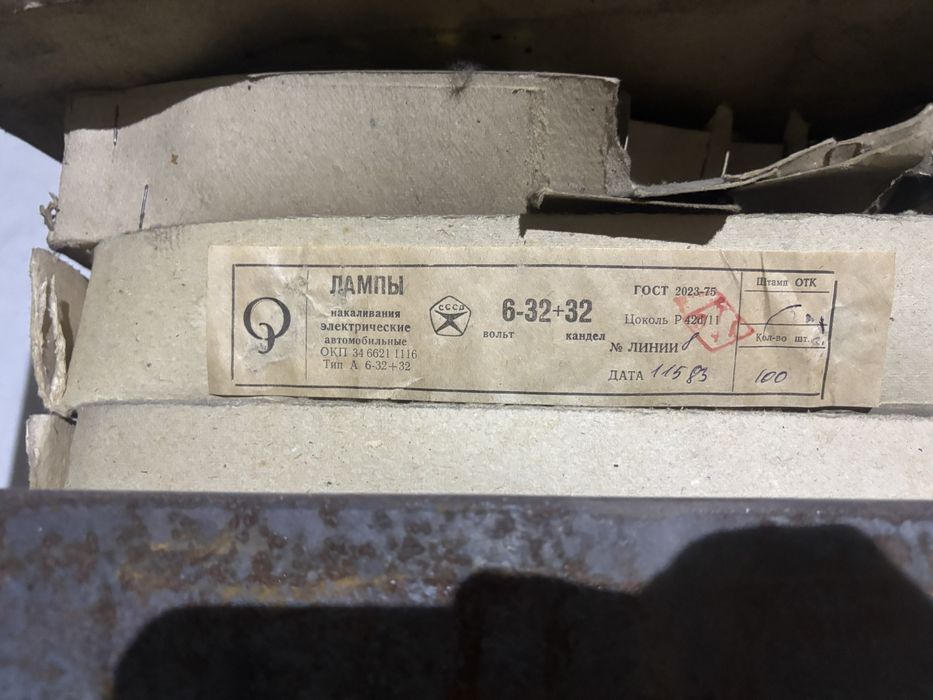 ЛАМПЫ
накаливания
электрические
автомобильные
ОКП 34 6621 1116
Тип А 6-32+32
СССР
6-32+32
вольт кандел
ГОСТ 2023-75
Цоколь Р 42d/11
№ ЛИНИИ 8
ДАТА 11 5 83
Штамп ОТК
Кол-во шт.
100